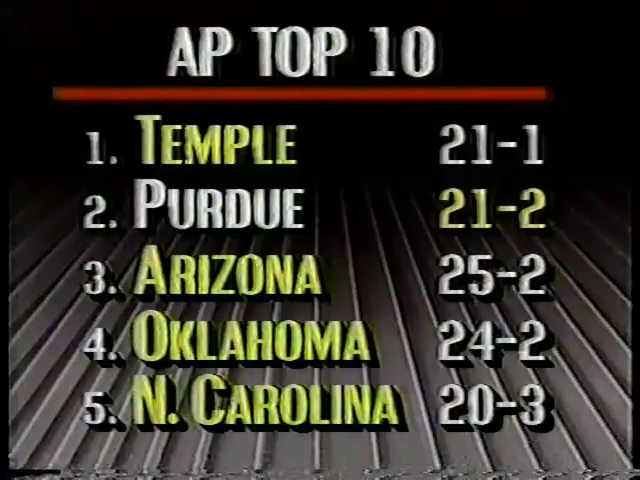 AP TOP 10
1. TEMPLE 21-1
2. PURDUE 21-2
3. ARIZONA 25-2
4. OKLAHOMA 24-2
5. N. CAROLINA 20-3